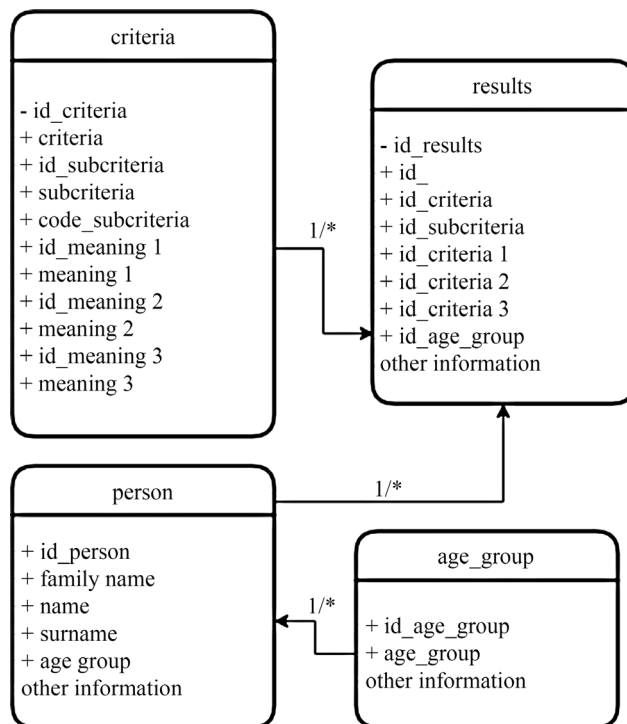 criteria
- id_criteria
+ criteria
+ id_subcriteria
+ subcriteria
+ code_subcriteria
+ id_meaning 1
+ meaning 1
+ id_meaning 2
+ meaning 2
+ id_meaning 3
+ meaning 3
1/*
results
- id_results
+ id_
+ id_criteria
+ id_subcriteria
+ id_criteria 1
+ id_criteria 2
+ id_criteria 3
+ id_age_group
other information
person
+ id_person
+ family name
+ name
+ surname
+ age group
other information
1/*
1/*
age_group
+ id_age_group
+ age_group
other information